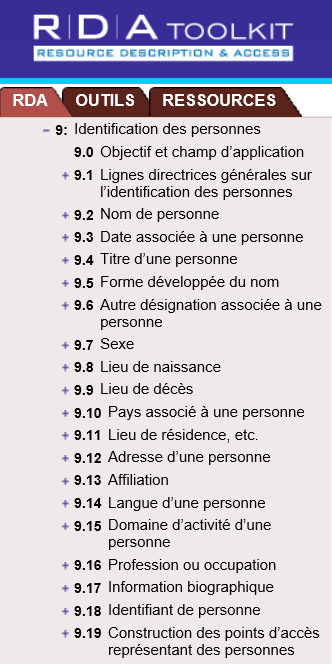 R|D|A TOOLKIT
RESOURCE DESCRIPTION & ACCESS
RDA OUTILS RESSOURCES
9: Identification des personnes
9.0 Objectif et champ d'application
9.1 Lignes directrices générales sur
l'identification des personnes
9.2 Nom de personne
9.3 Date associée à une personne
9.4 Titre d'une personne
9.5 Forme développée du nom
9.6 Autre désignation associée à une
personne
9.7 Sexe
9.8 Lieu de naissance
9.9 Lieu de décès
9.10 Pays associé à une personne
9.11 Lieu de résidence, etc.
9.12 Adresse d'une personne
9.13 Affiliation
9.14 Langue d'une personne
9.15 Domaine d'activité d'une
personne
9.16 Profession ou occupation
9.17 Information biographique
9.18 Identifiant de personne
9.19 Construction des points d'accès
représentant des personnes